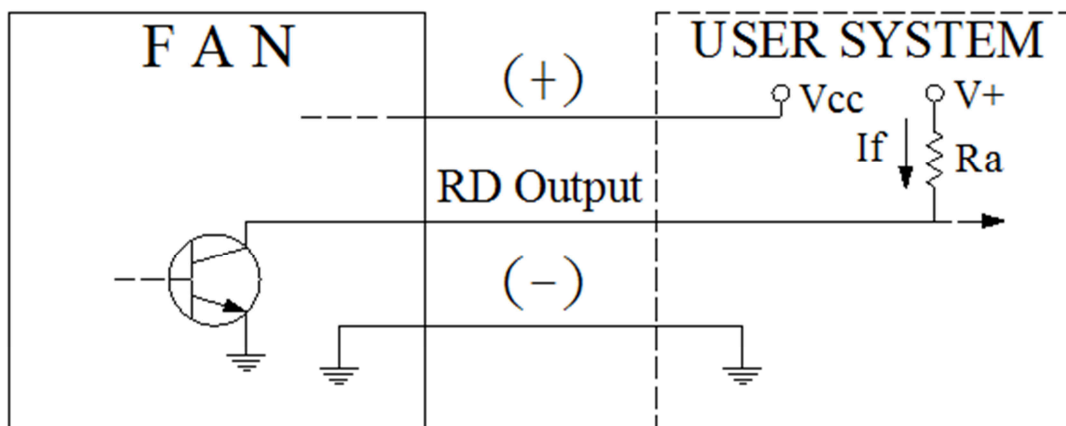 F A N
USER SYSTEM
(+)
Vcc
V+
If
Ra
RD Output
(-)